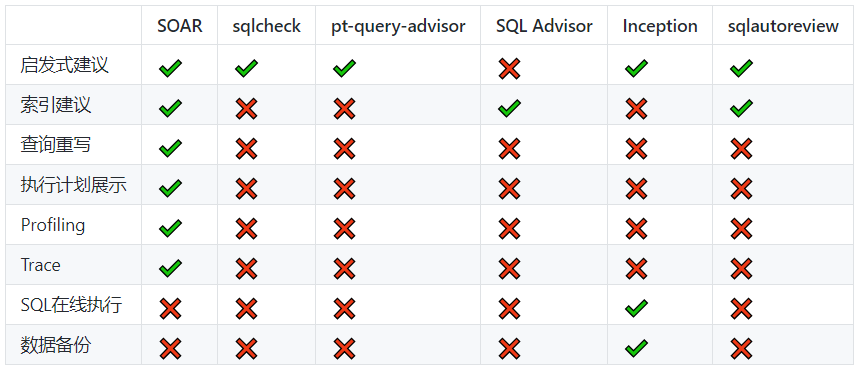 SOAR sqlcheck pt-query-advisor SQL Advisor Inception sqlautoreview
启发式建议 ✔ ✔ ✔ ❌ ✔ ✔
索引建议 ✔ ❌ ❌ ✔ ❌ ✔
查询重写 ✔ ❌ ❌ ❌ ❌ ❌
执行计划展示 ✔ ❌ ❌ ❌ ❌ ❌
Profiling ✔ ❌ ❌ ❌ ❌ ❌
Trace ✔ ❌ ❌ ❌ ❌ ❌
SQL在线执行 ❌ ❌ ❌ ❌ ✔ ❌
数据备份 ❌ ❌ ❌ ❌ ✔ ❌